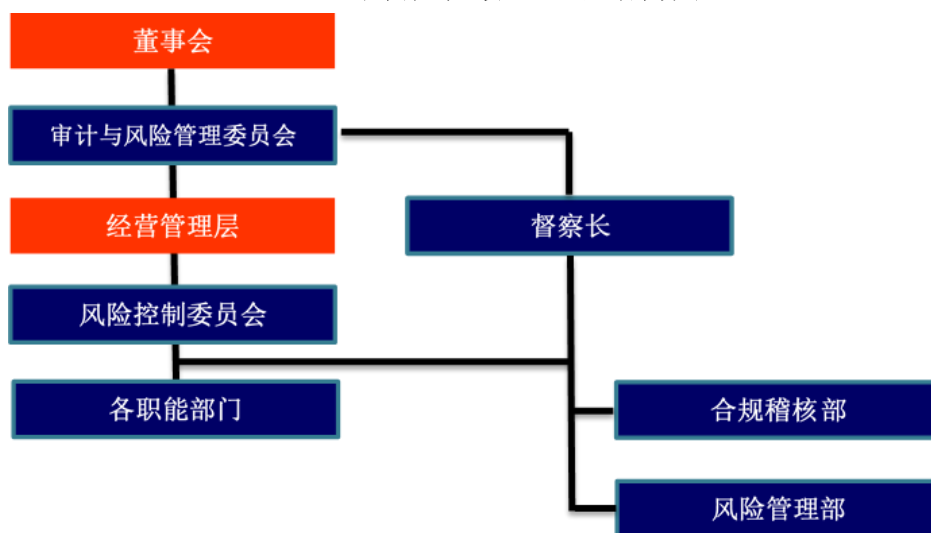 董事会
审计与风险管理委员会
经营管理层
督察长
风险控制委员会
各职能部门
合规稽核部
风险管理部